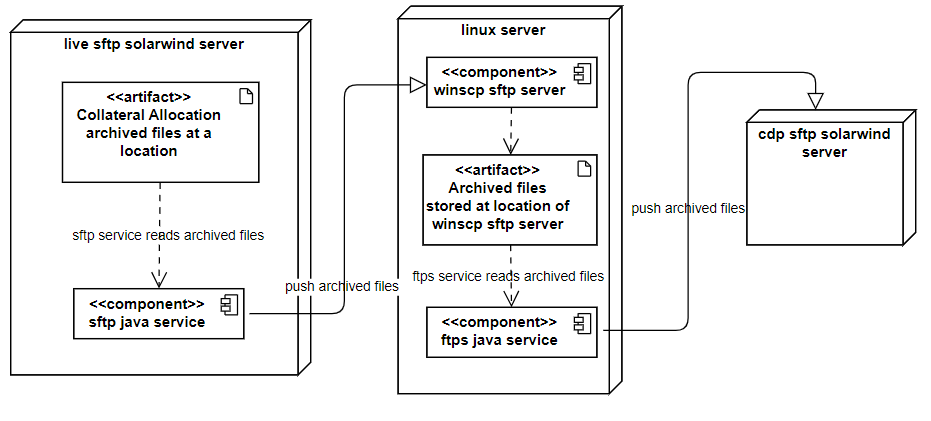 live sftp solarwind server
<<artifact>>
Collateral Allocation
archived files at a
location
sftp service reads archived files
<<component>>
sftp java service
push archived files
linux server
<<component>>
winscp sftp server
<<artifact>>
Archived files
stored at location of
winscp sftp server
ftps service reads archived files
<<component>>
ftps java service
push archived files
cdp sftp solarwind
server